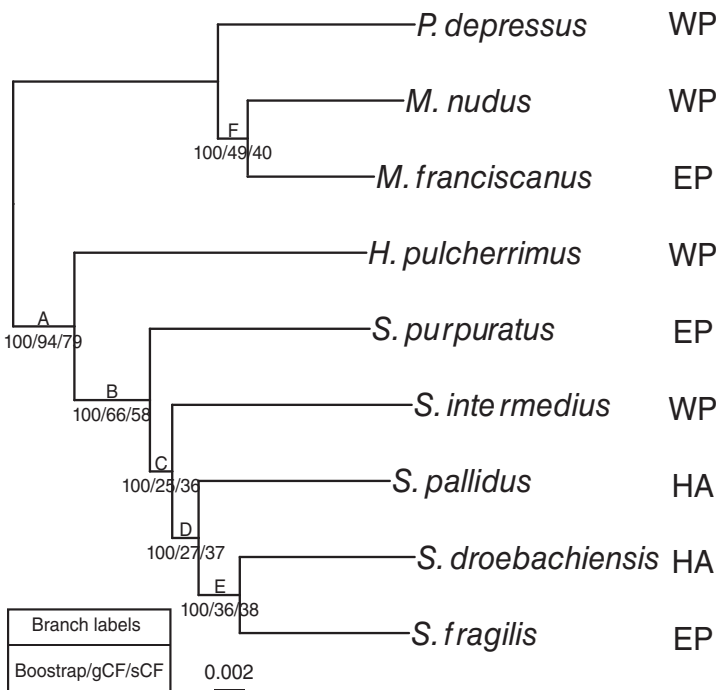 P. depressus WP
M. nudus WP
F
100/49/40
M. franciscanus EP
H. pulcherrimus WP
A
100/94/79
S. purpuratus EP
B
100/66/58
S. intermedius WP
C
100/25/36
S. pallidus HA
D
100/27/37
S. droebachiensis HA
E
100/36/38
S. fragilis EP
Branch labels
Boostrap/gCF/sCF
0.002